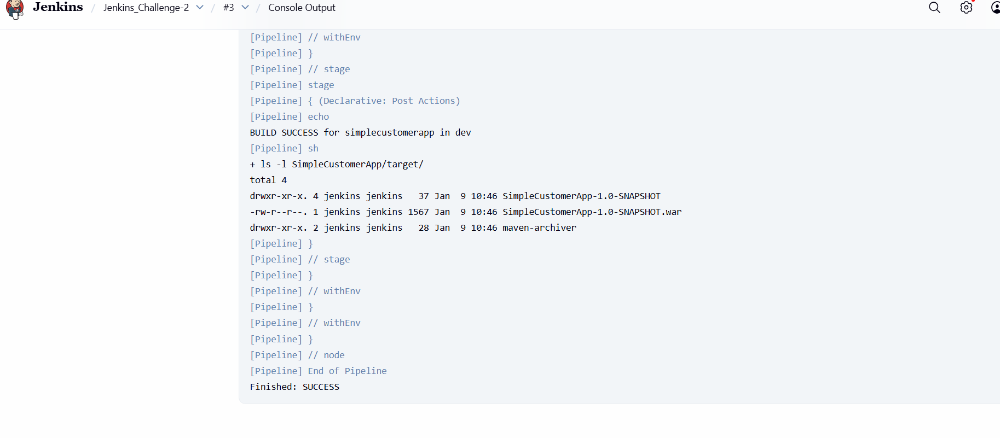 Jenkins / Jenkins_Challenge-2 / #3 / Console Output
[Pipeline] // withEnv
[Pipeline] }
[Pipeline] // stage
[Pipeline] stage
[Pipeline] { (Declarative: Post Actions)
[Pipeline] echo
BUILD SUCCESS for simplecustomerapp in dev
[Pipeline] sh
+ ls -l SimpleCustomerApp/target/
total 4
drwxr-xr-x. 4 jenkins jenkins   37 Jan  9 10:46 SimpleCustomerApp-1.0-SNAPSHOT
-rw-r--r--. 1 jenkins jenkins 1567 Jan  9 10:46 SimpleCustomerApp-1.0-SNAPSHOT.war
drwxr-xr-x. 2 jenkins jenkins   28 Jan  9 10:46 maven-archiver
[Pipeline] }
[Pipeline] // stage
[Pipeline] }
[Pipeline] // withEnv
[Pipeline] }
[Pipeline] // withEnv
[Pipeline] }
[Pipeline] // node
[Pipeline] End of Pipeline
Finished: SUCCESS